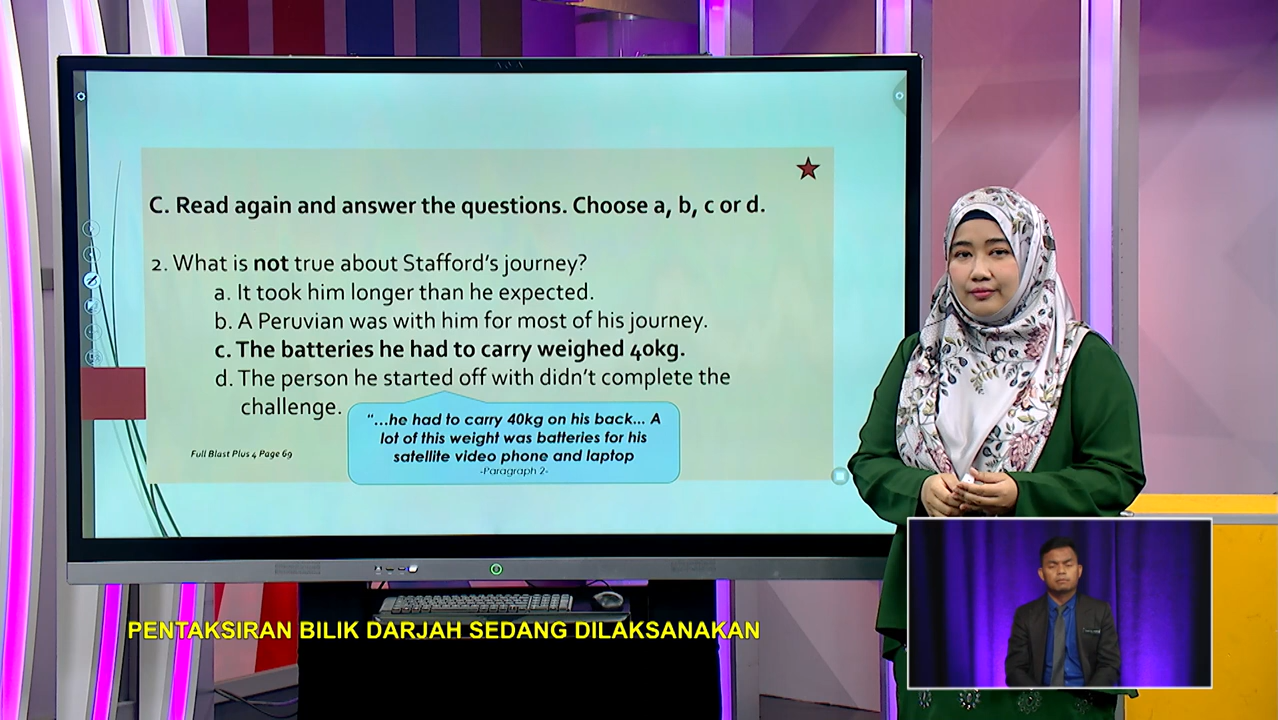 C. Read again and answer the questions. Choose a, b, c or d.
2. What is not true about Stafford's journey?
a. It took him longer than he expected.
b. A Peruvian was with him for most of his journey.
c. The batteries he had to carry weighed 40kg.
d. The person he started off with didn't complete the
challenge.
"...he had to carry 40kg on his back... A
lot of this weight was batteries for his
satellite video phone and laptop
-Paragraph 2-
Full Blast Plus 4 Page 69
PENTAKSIRAN BILIK DARJAH SEDANG DILAKSANAKAN